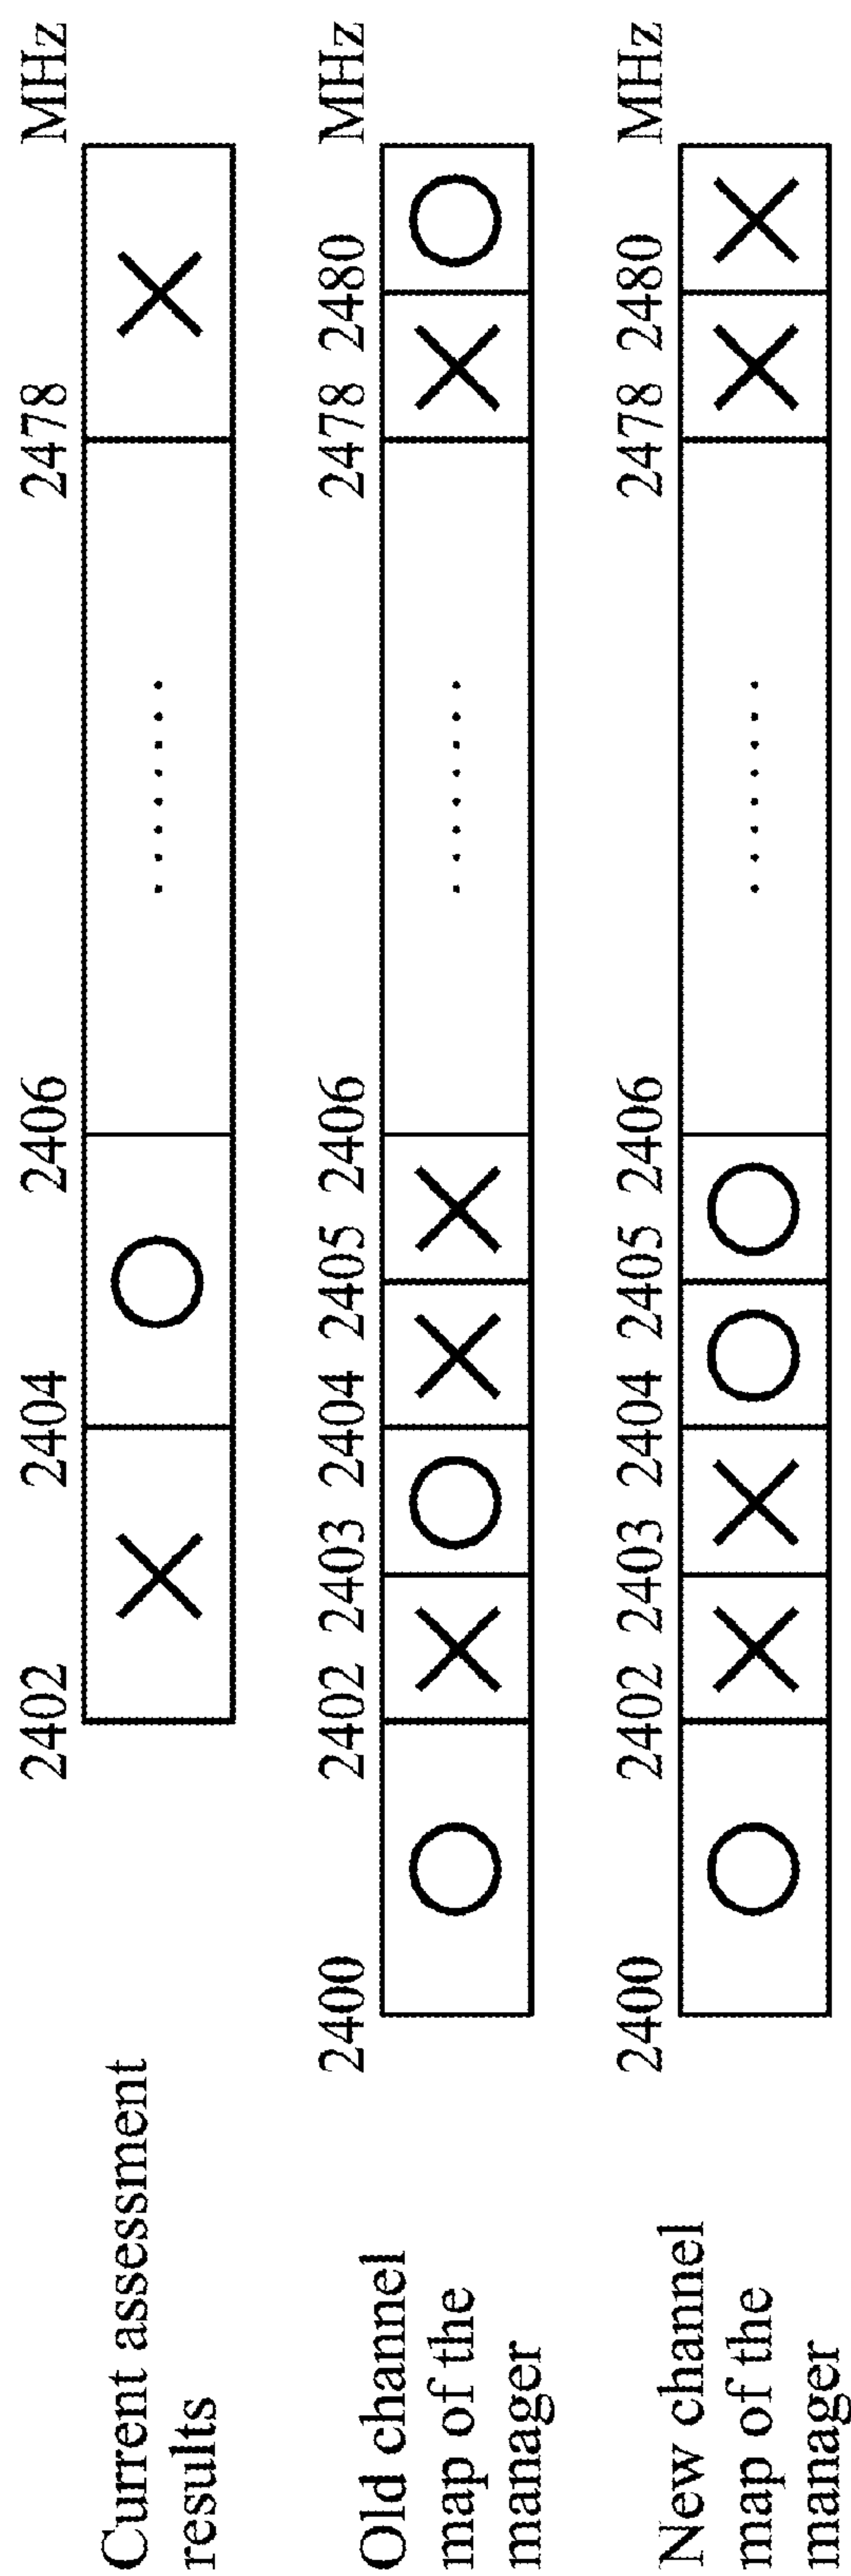 2402 2404 2406 2478 MHz
Current assessment
results
2400 2402 2403 2404 2405 2406 2478 2480 MHz
Old channel
map of the
manager
2400 2402 2403 2404 2405 2406 2478 2480 MHz
New channel
map of the
manager